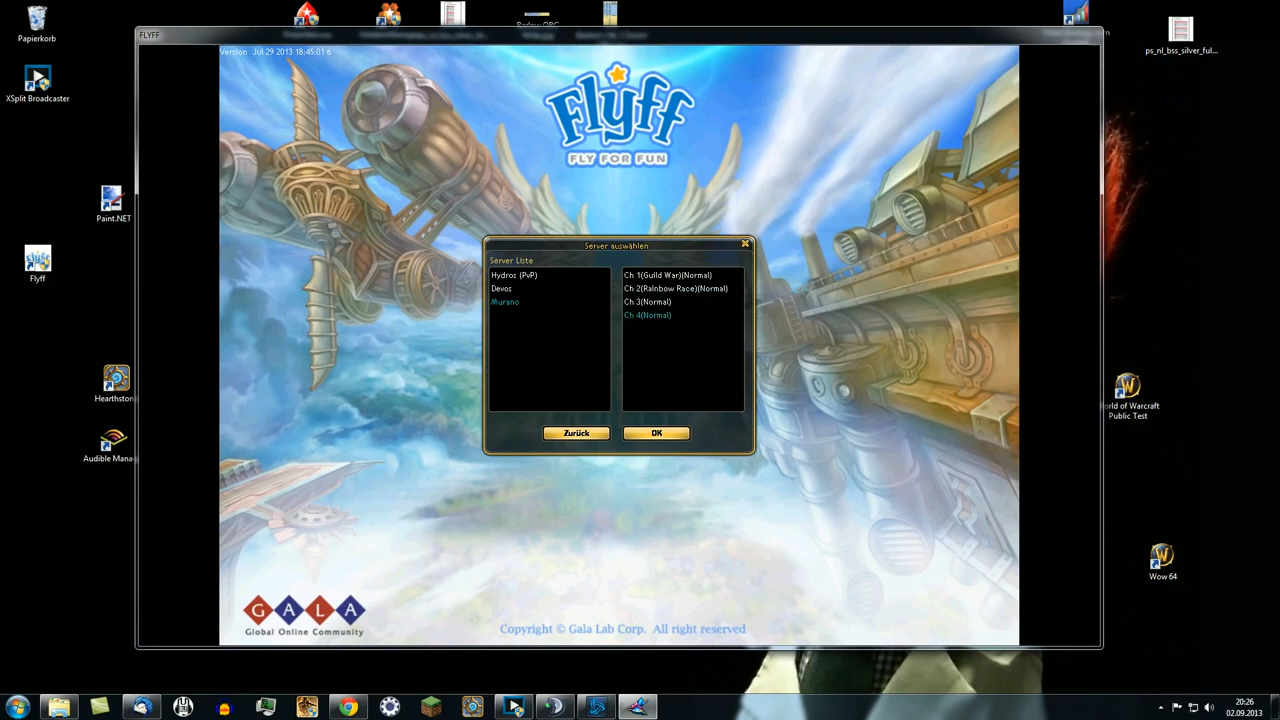 Papierkorb
XSplit Broadcaster
Paint.NET
Flyff
Hearthston
Audible Mana
ps_nl_bss_silver_ful...
orld of Warcraft
Public Test
Wow 64
FLYFF
Version Jul 29 2013 18:45:01 6
Flyff
FLY FOR FUN
Server auswählen
Server Liste
Hydros (PvP)
Devos
Murano
Ch 1(Guild War)(Normal)
Ch 2(Rainbow Race)(Normal)
Ch 3(Normal)
Ch 4(Normal)
Zurück
OK
GALA
Global Online Community
Copyright © Gala Lab Corp. All right reserved
20:26
02.09.2013